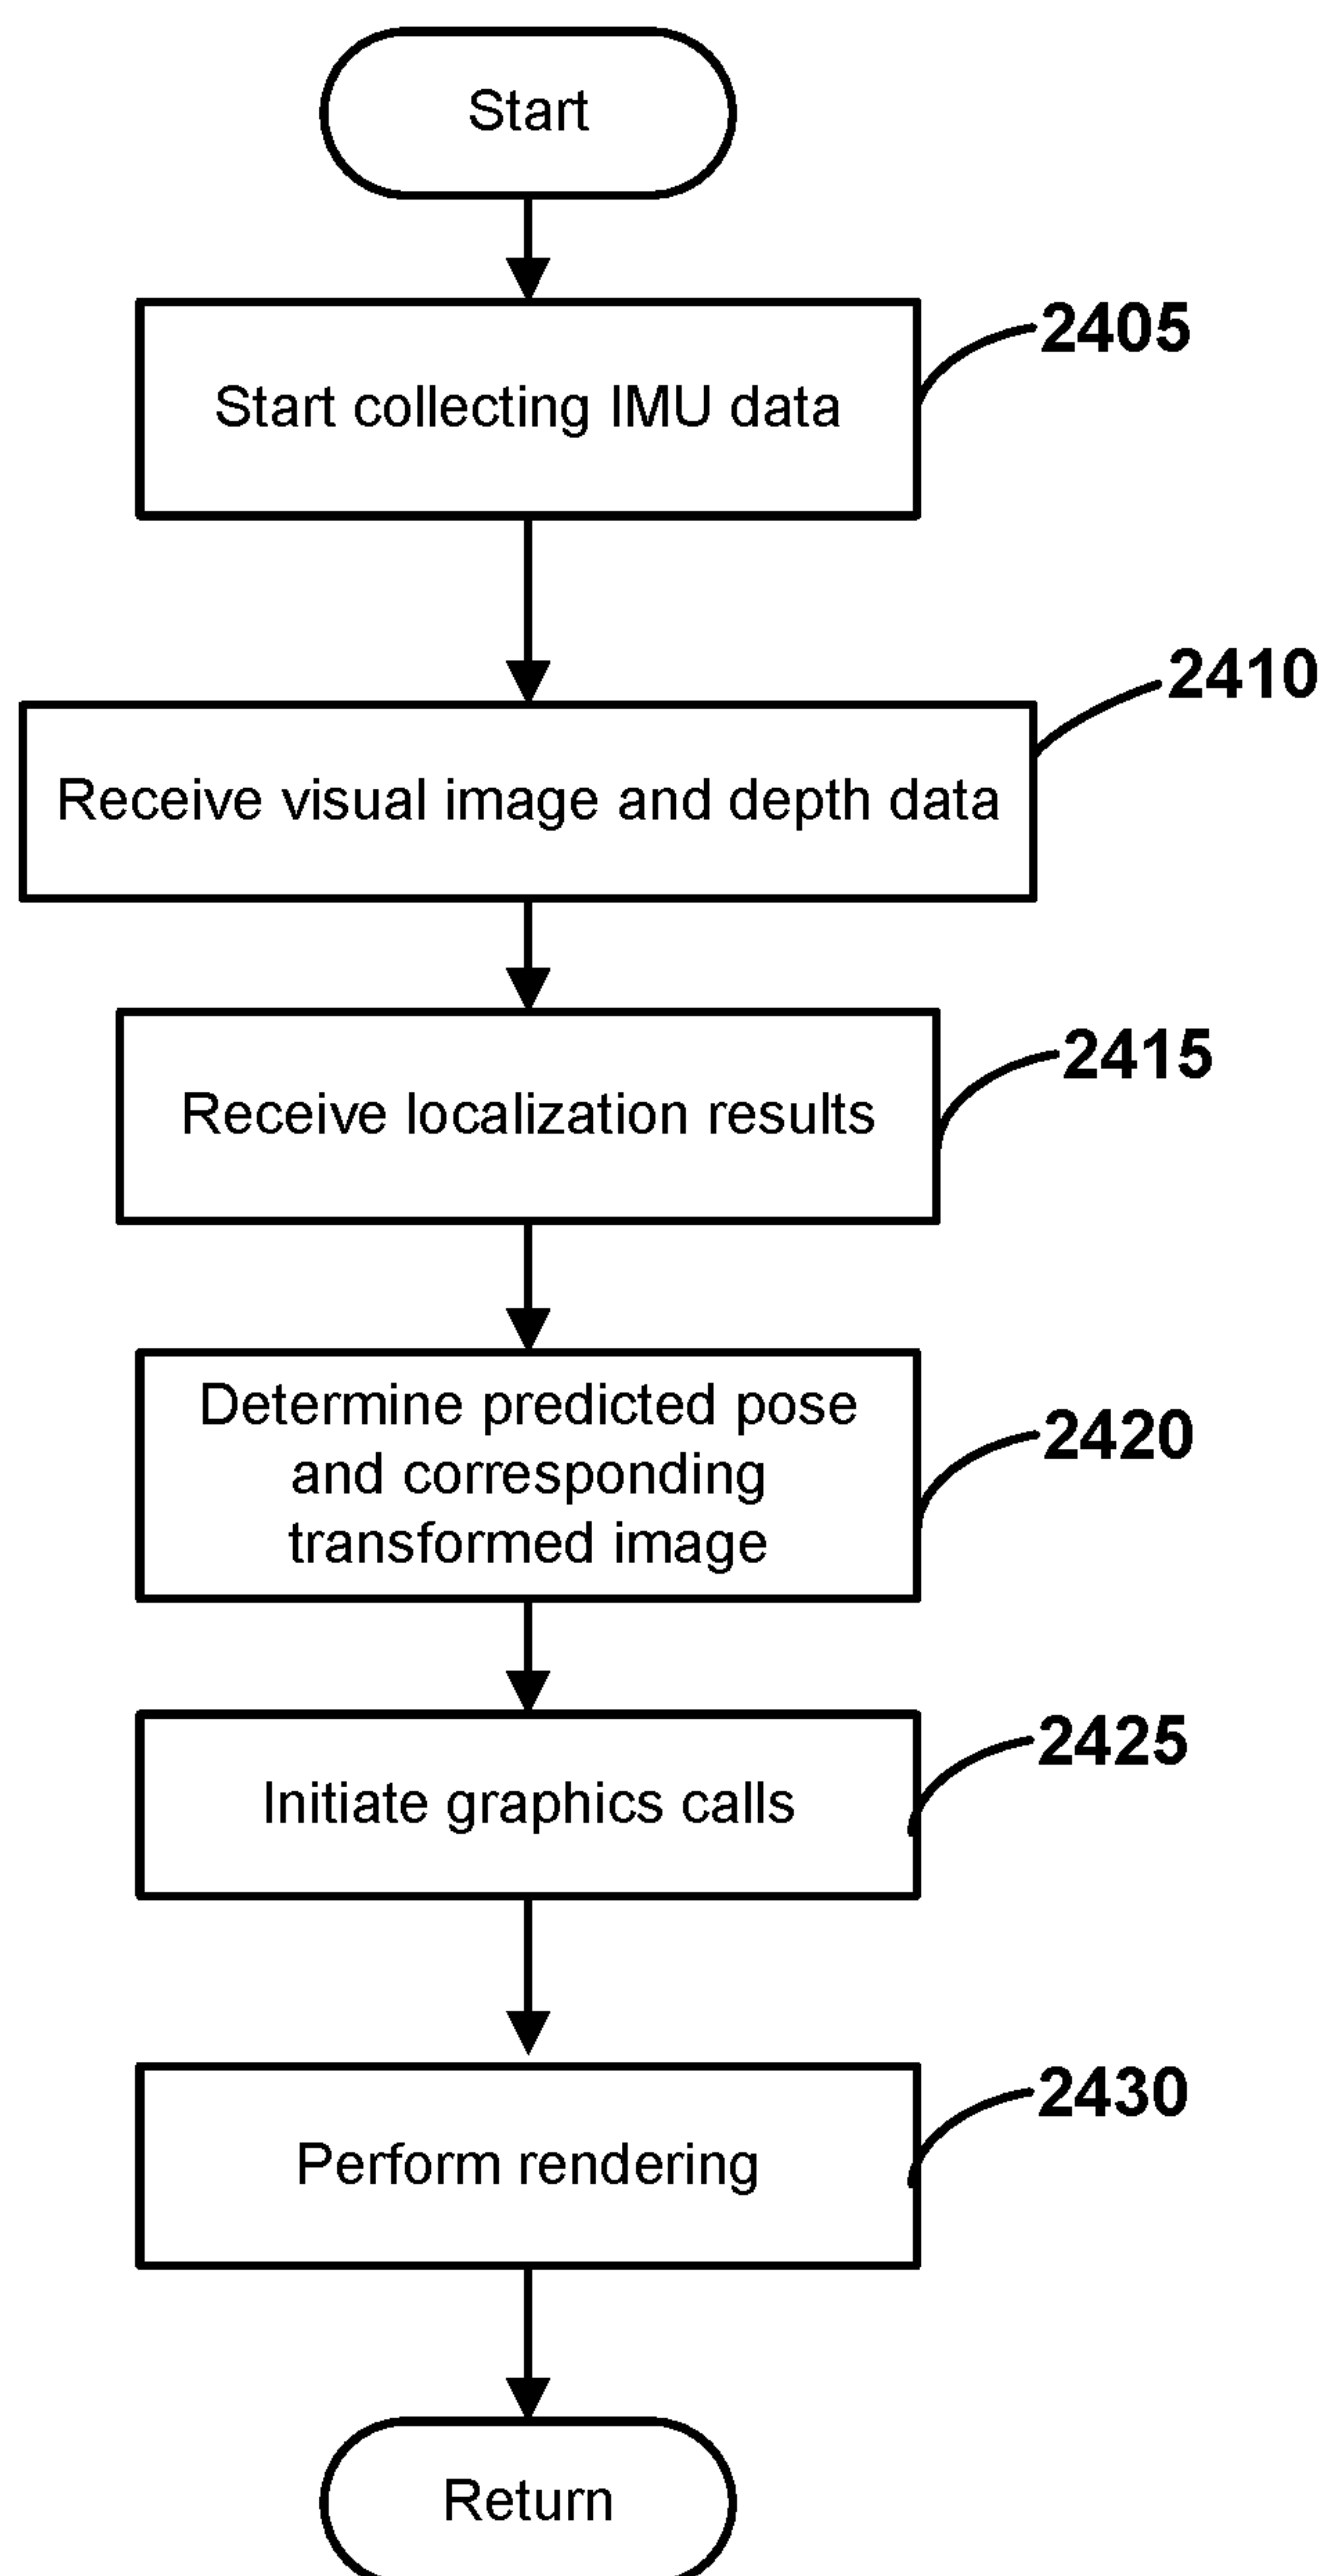 Start
Start collecting IMU data
2405
Receive visual image and depth data
2410
Receive localization results
2415
Determine predicted pose
and corresponding
transformed image
2420
Initiate graphics calls
2425
Perform rendering
2430
Return